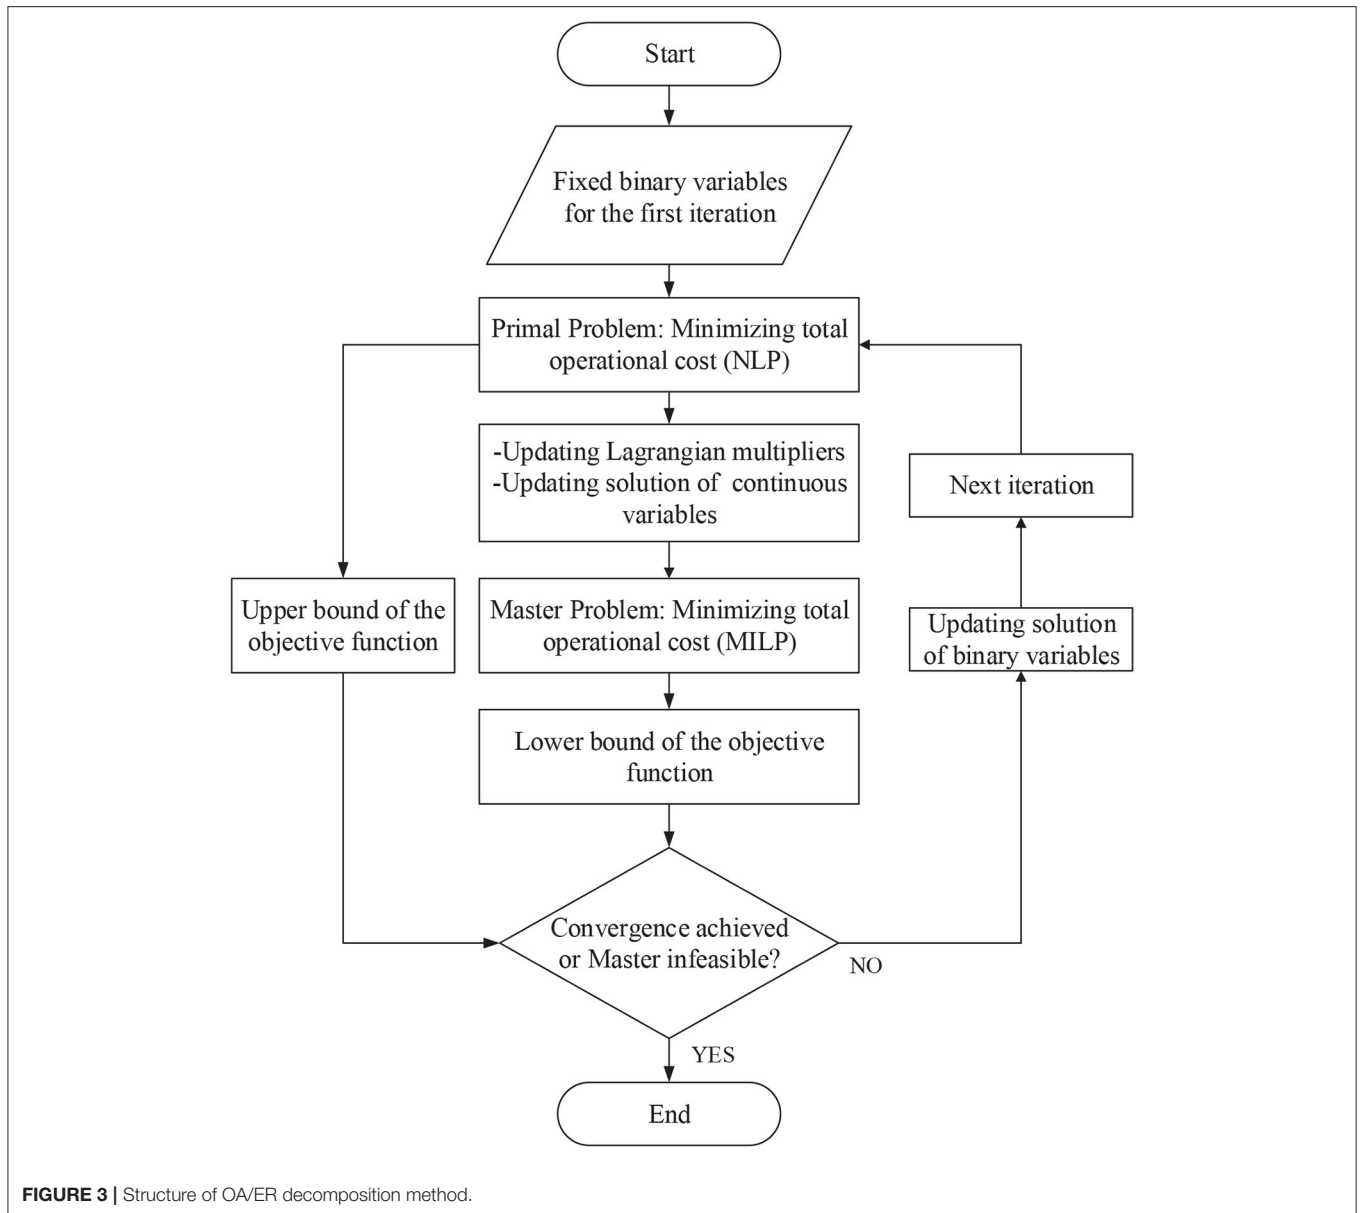 Start
Fixed binary variables
for the first iteration
Primal Problem: Minimizing total
operational cost (NLP)
-Updating Lagrangian multipliers
-Updating solution of continuous
variables
Next iteration
Upper bound of the
objective function
Master Problem: Minimizing total
operational cost (MILP)
Updating solution
of binary variables
Lower bound of the objective
function
Convergence achieved
or Master infeasible?
NO
YES
End
FIGURE 3 | Structure of OA/ER decomposition method.